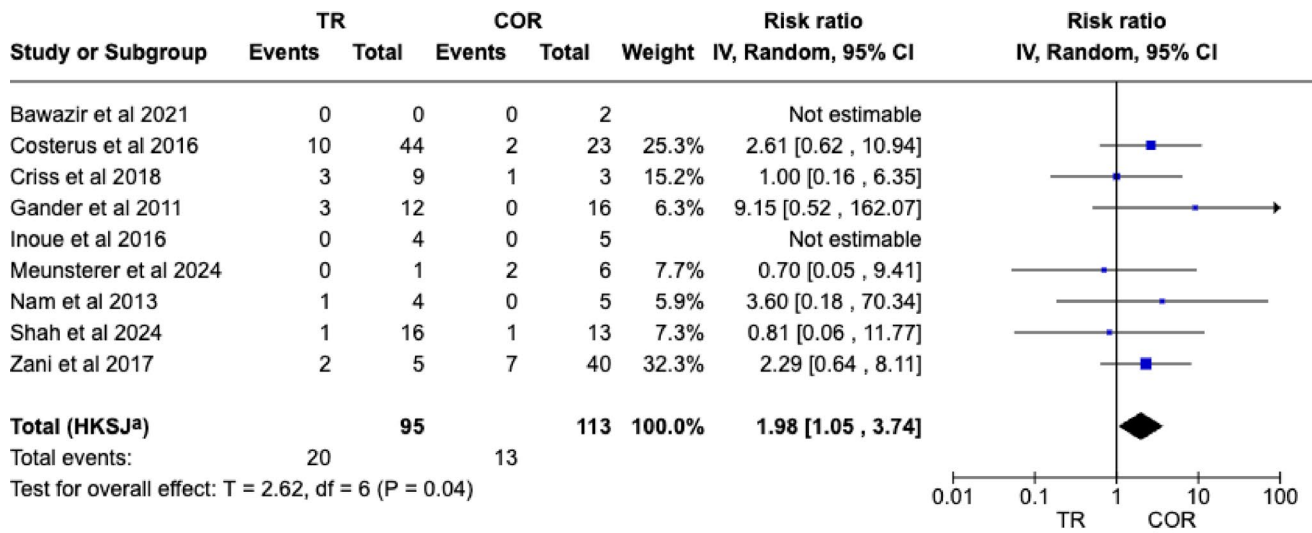 TR COR Risk ratio Risk ratio
Study or Subgroup Events Total Events Total Weight IV, Random, 95% CI IV, Random, 95% CI
Bawazir et al 2021 0 0 0 2 Not estimable
Costerus et al 2016 10 44 2 23 25.3% 2.61 [0.62 , 10.94]
Criss et al 2018 3 9 1 3 15.2% 1.00 [0.16 , 6.35]
Gander et al 2011 3 12 0 16 6.3% 9.15 [0.52 , 162.07]
Inoue et al 2016 0 4 0 5 Not estimable
Meunsterer et al 2024 0 1 2 6 7.7% 0.70 [0.05 , 9.41]
Nam et al 2013 1 4 0 5 5.9% 3.60 [0.18 , 70.34]
Shah et al 2024 1 16 1 13 7.3% 0.81 [0.06 , 11.77]
Zani et al 2017 2 5 7 40 32.3% 2.29 [0.64 , 8.11]
Total (HKSJᵃ) 95 113 100.0% 1.98 [1.05 , 3.74]
Total events: 20 13
Test for overall effect: T = 2.62, df = 6 (P = 0.04)
0.01 0.1 1 10 100
TR COR